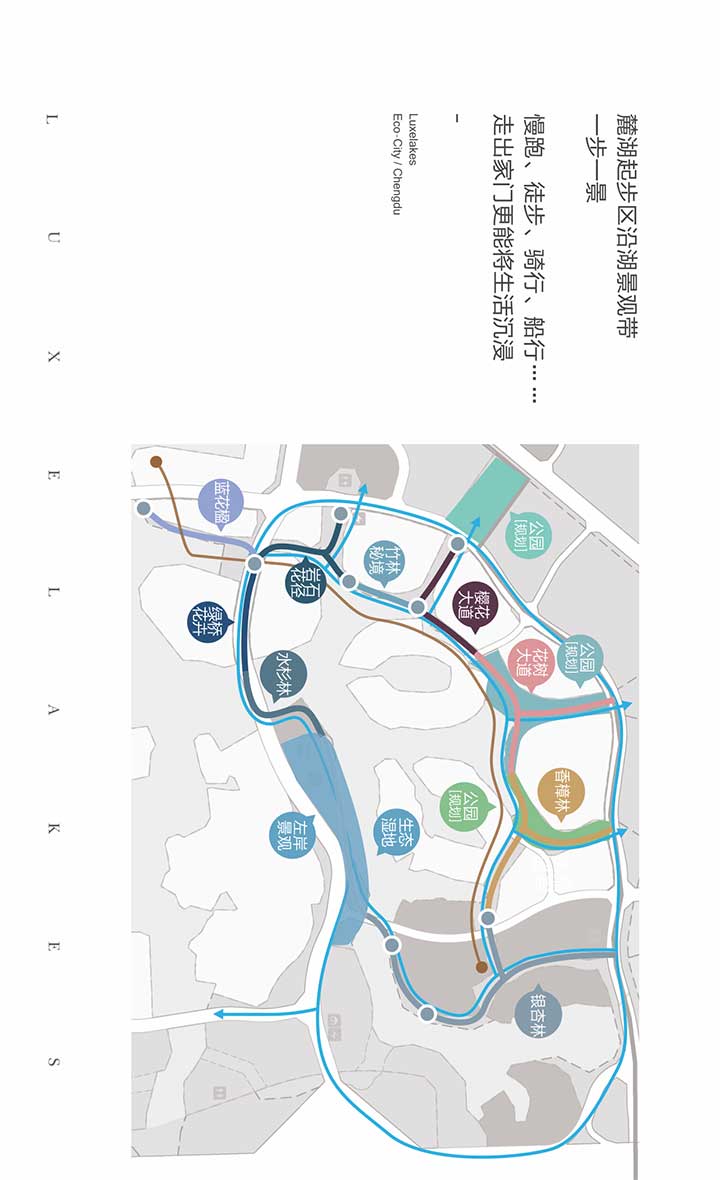 麓湖起步区沿湖景观带
一步一景
慢跑、徒步、骑行、船行……
走出家门更能将生活沉浸
-
Luxelakes
Eco-City / Chengdu
公园
[规划]
公园
[规划]
花树
大道
樱花
大道
香樟林
公园
[规划]
竹林
秘境
生态
湿地
银杏林
岩石
花径
水杉林
左岸
景观
蓝花楹
绿桥
花卉
L U X E L A K E S